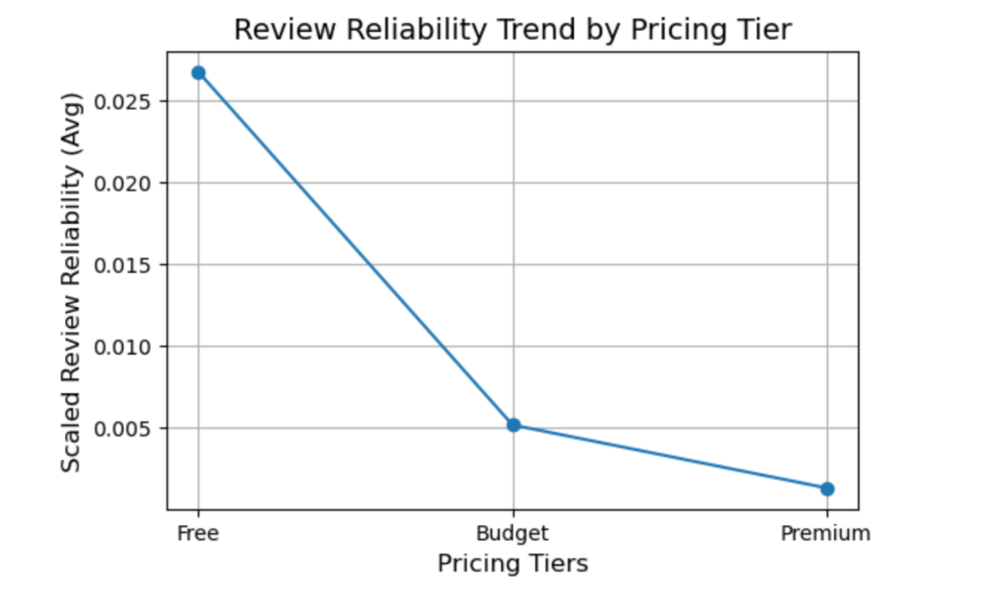 Review Reliability Trend by Pricing Tier
Scaled Review Reliability (Avg)
0.025
0.020
0.015
0.010
0.005
Free Budget Premium
Pricing Tiers